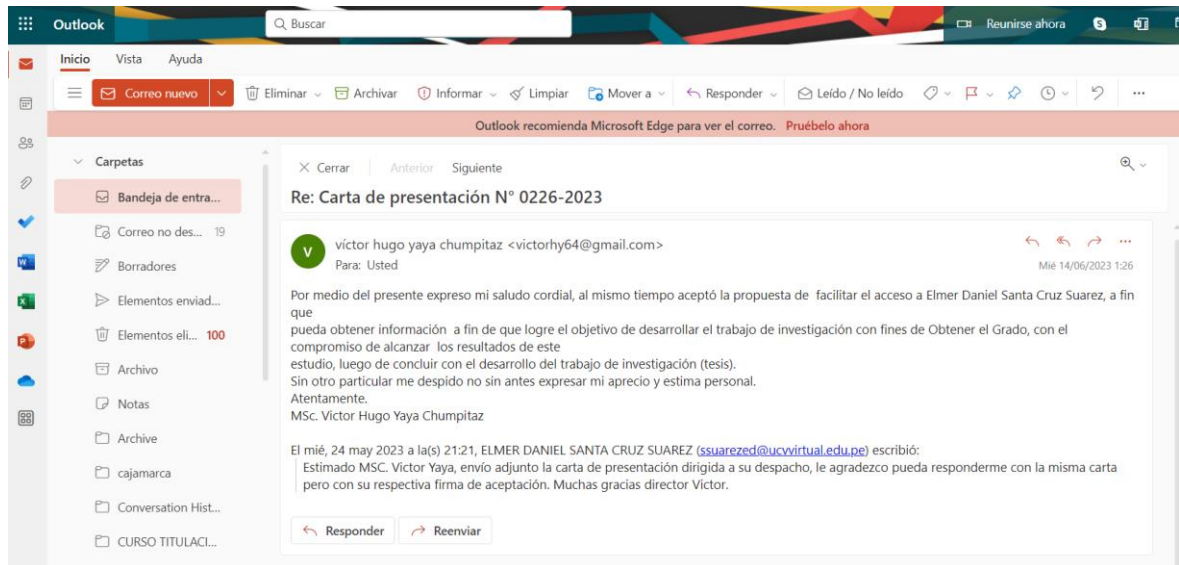 Outlook
Buscar
Reunirse ahora
Inicio Vista Ayuda
Correo nuevo Eliminar Archivar Informar Limpiar Mover a Responder Leído / No leído
Outlook recomienda Microsoft Edge para ver el correo. Pruébelo ahora
Carpetas
Bandeja de entra...
Correo no des... 19
Borradores
Elementos enviad...
Elementos eli... 100
Archivo
Notas
Archive
cajamarca
Conversation Hist...
CURSO TITULACI...
Cerrar Anterior Siguiente
Re: Carta de presentación N° 0226-2023
V
víctor hugo yaya chumpitaz <victorhy64@gmail.com>
Para: Usted
Mié 14/06/2023 1:26
Por medio del presente expreso mi saludo cordial, al mismo tiempo aceptó la propuesta de facilitar el acceso a Elmer Daniel Santa Cruz Suarez, a fin
que
pueda obtener información a fin de que logre el objetivo de desarrollar el trabajo de investigación con fines de Obtener el Grado, con el
compromiso de alcanzar los resultados de este
estudio, luego de concluir con el desarrollo del trabajo de investigación (tesis).
Sin otro particular me despido no sin antes expresar mi aprecio y estima personal.
Atentamente.
MSc. Victor Hugo Yaya Chumpitaz
El mié, 24 may 2023 a la(s) 21:21, ELMER DANIEL SANTA CRUZ SUAREZ (ssuarezed@ucvvirtual.edu.pe) escribió:
Estimado MSC. Victor Yaya, envío adjunto la carta de presentación dirigida a su despacho, le agradezco pueda responderme con la misma carta
pero con su respectiva firma de aceptación. Muchas gracias director Victor.
Responder Reenviar